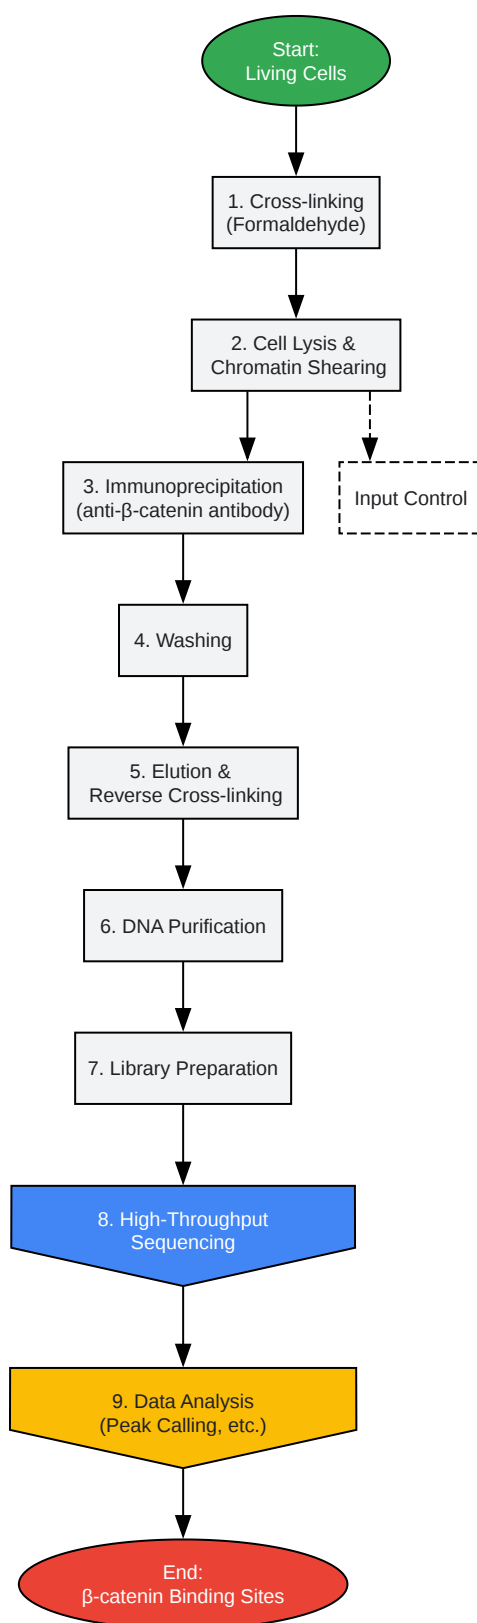 Start:
Living Cells
1. Cross-linking
(Formaldehyde)
2. Cell Lysis &
Chromatin Shearing
3. Immunoprecipitation
(anti-β-catenin antibody)
Input Control
4. Washing
5. Elution &
Reverse Cross-linking
6. DNA Purification
7. Library Preparation
8. High-Throughput
Sequencing
9. Data Analysis
(Peak Calling, etc.)
End:
β-catenin Binding Sites